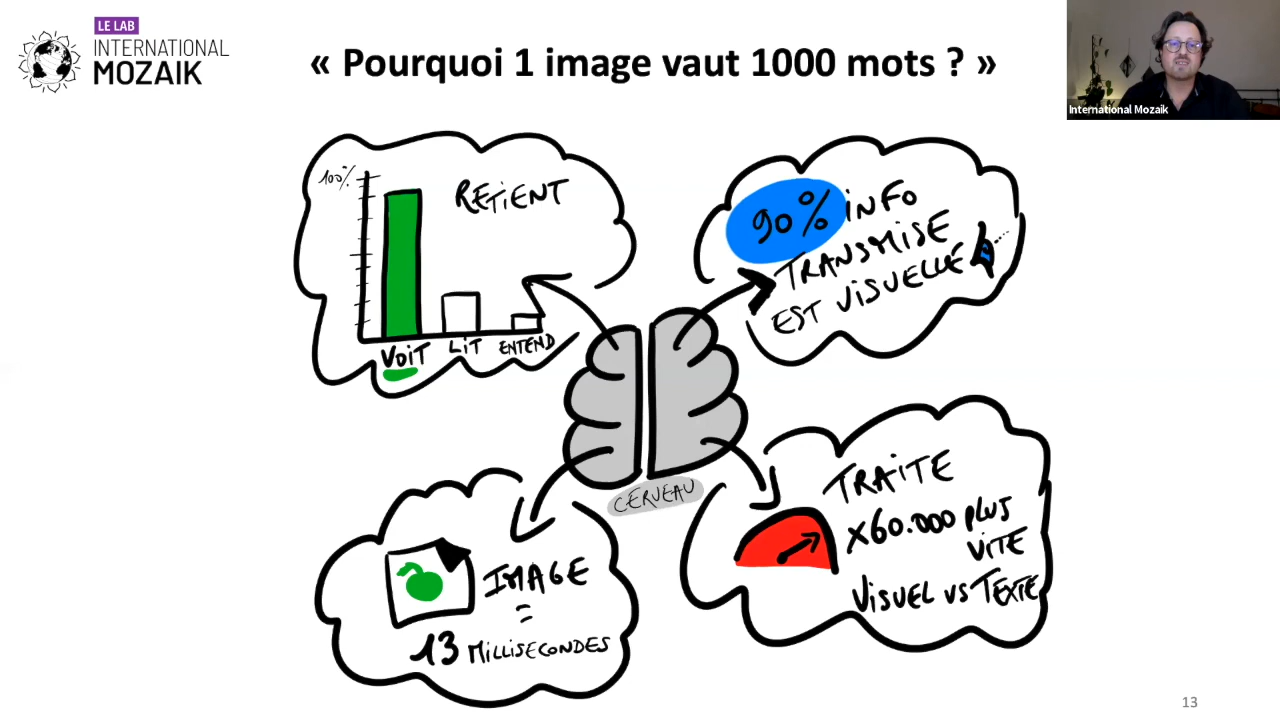 LE LAB
INTERNATIONAL
MOZAIK
« Pourquoi 1 image vaut 1000 mots ? »
International Mozaik
100%
RETiENT
VOiT LiT ENTEND
90% iNFO
TRANSMiSE
EST ViSUELLE
CERVEAU
iMAGE
=
13 MiLLiSECONDES
TRAiTE
x60.000 plus
ViTE
ViSUEL vs TEXTE
13